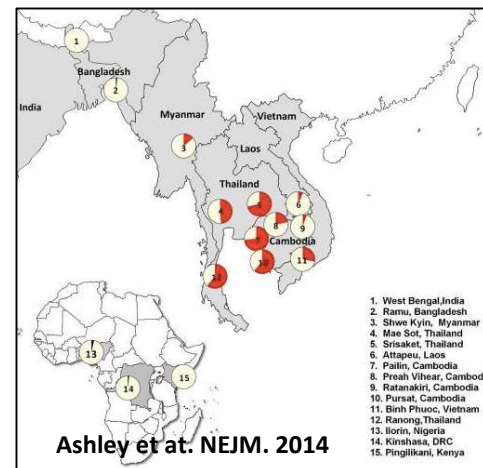 1
Bangladesh
2
India
Myanmar
3
Vietnam
Laos
Thailand
4
5
6
8
9
7
Cambodia
10
11
12
13
14
15
1. West Bengal,India
2. Ramu, Bangladesh
3. Shwe Kyin, Myanmar
4. Mae Sot, Thailand
5. Srisaket, Thailand
6. Attapeu, Laos
7. Pailin, Cambodia
8. Preah Vihear, Cambod
9. Ratanakiri, Cambodia
10. Pursat, Cambodia
11. Binh Phuoc, Vietnam
12. Ranong,Thailand
13. Ilorin, Nigeria
14. Kinshasa, DRC
15. Pingilikani, Kenya
Ashley et at. NEJM. 2014